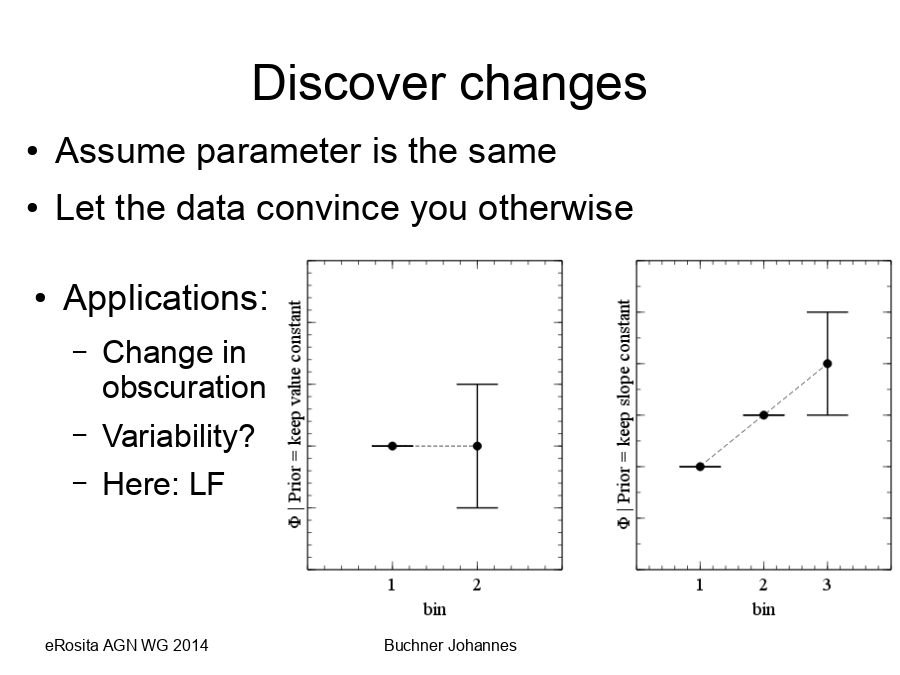 Discover changes
• Assume parameter is the same
• Let the data convince you otherwise
• Applications:
– Change in
obscuration
– Variability?
– Here: LF
Φ | Prior = keep value constant
1 2
bin
Φ | Prior = keep slope constant
1 2 3
bin
eRosita AGN WG 2014
Buchner Johannes